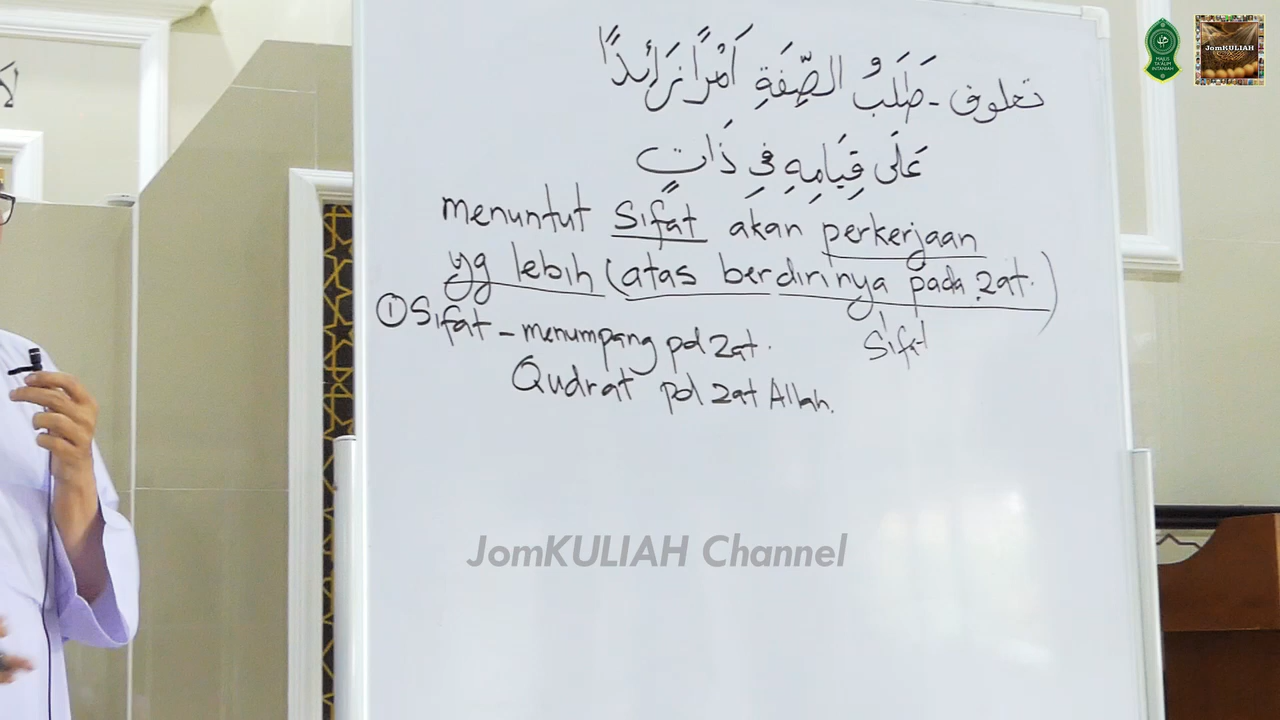 تعلوق - طَلَبُ الصِّفَةِ اَمْرًا زَائِدًا
عَلَى قِيَامِهِ فِي ذَاتٍ
menuntut Sifat akan perkerjaan
yg lebih (atas berdirinya pada zat.)
Sifat
① Sifat - menumpang pd zat.
Qudrat pd zat Allah.
JomKULIAH Channel
JomKULIAH